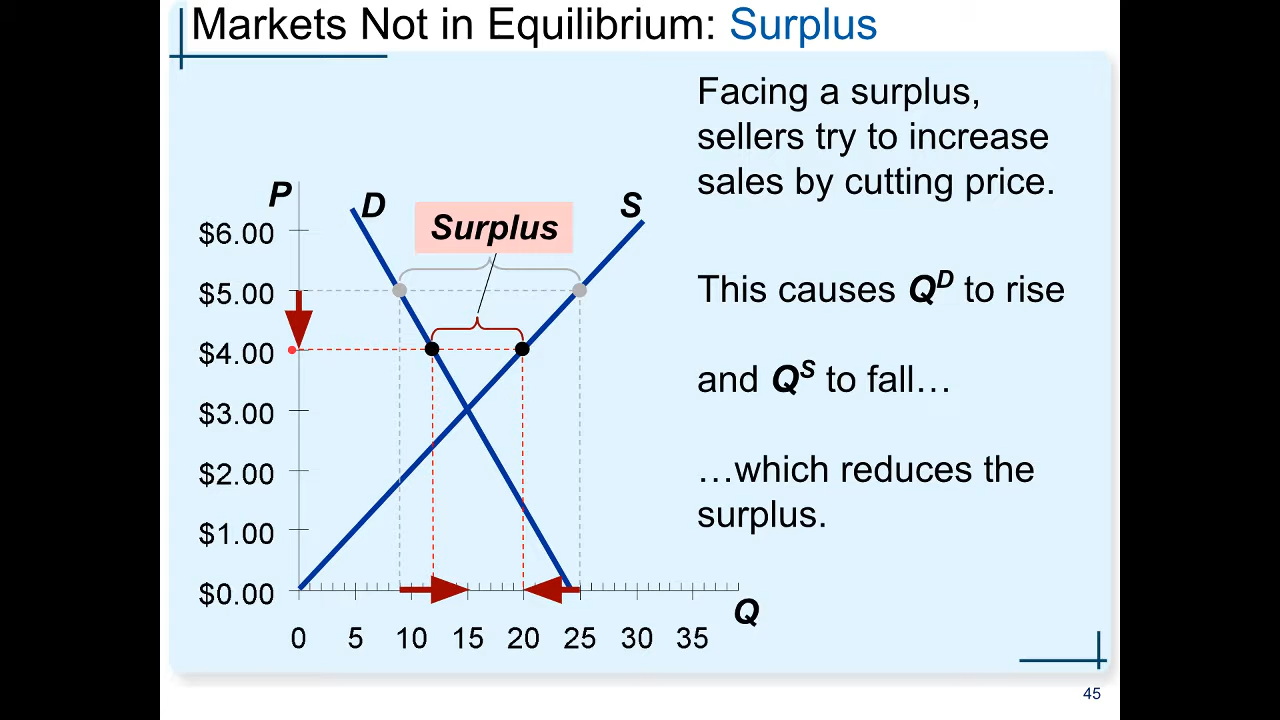 Markets Not in Equilibrium: Surplus
Facing a surplus,
sellers try to increase
sales by cutting price.
This causes Q^D to rise
and Q^S to fall…
…which reduces the
surplus.
P
D
Surplus
S
$6.00
$5.00
$4.00
$3.00
$2.00
$1.00
$0.00
Q
0 5 10 15 20 25 30 35
45